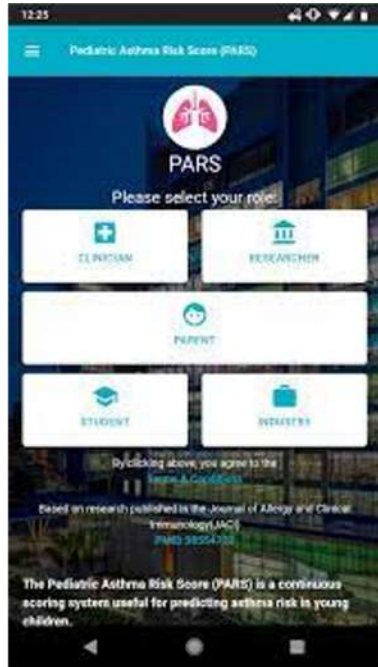 12:25
Pediatric Asthma Risk Score (PARS)
PARS
Please select your role:
CLINICIAN
RESEARCHER
PARENT
STUDENT
INDUSTRY
By clicking above, you agree to the
Terms & Conditions
Based on research published in the Journal of Allergy and Clinical
Immunology(JACI)
The Pediatric Asthma Risk Score (PARS) is a continuous
scoring system useful for predicting asthma risk in young
children.